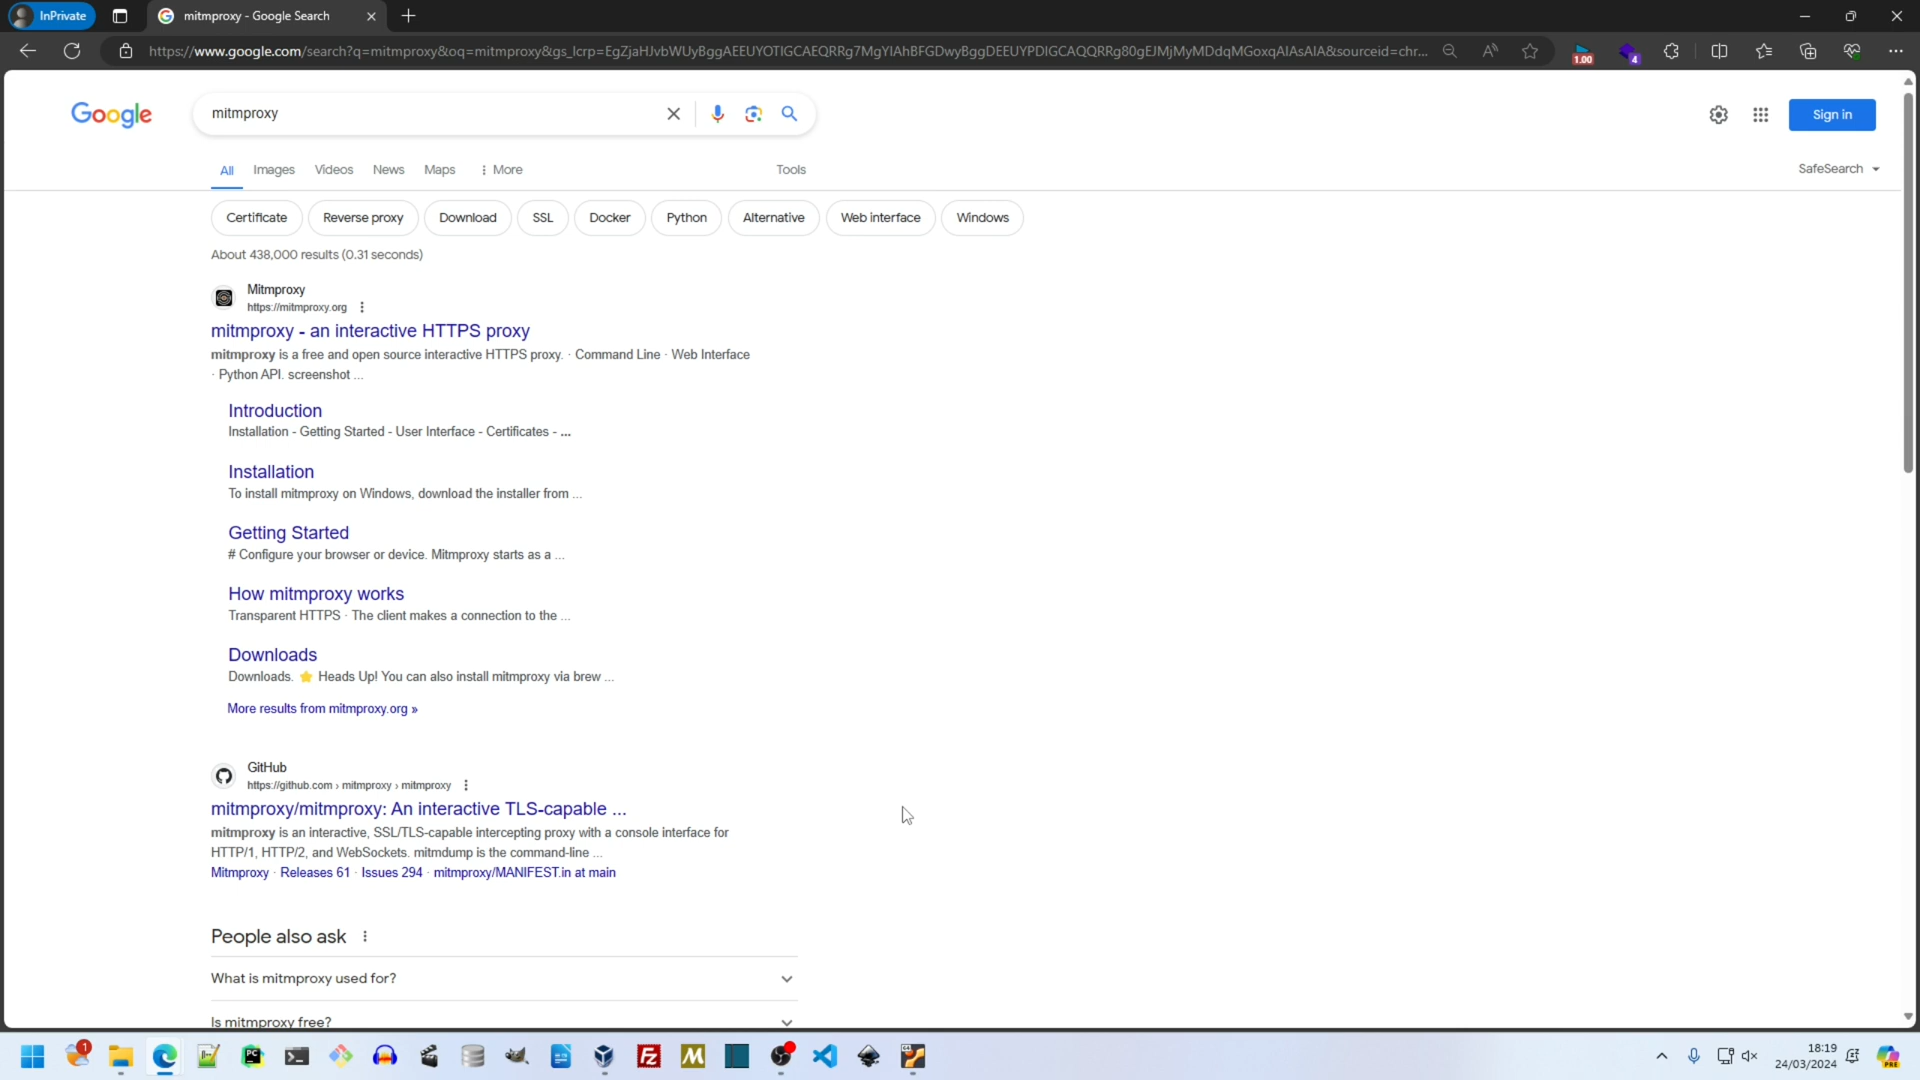 InPrivate
mitmproxy - Google Search
https://www.google.com/search?q=mitmproxy&oq=mitmproxy&gs_lcrp=EgZjaHJvbWUyBggAEEUYOTIGCAEQRRg7MgYIAhBFGDwyBggDEEUYPDIGCAQQRRg80gEJMjMyMDdqMGoxqAIAsAIA&sourceid=chr...
1.00
4
Google
mitmproxy
Sign in
All Images Videos News Maps More Tools
SafeSearch
Certificate Reverse proxy Download SSL Docker Python Alternative Web interface Windows
About 438,000 results (0.31 seconds)
Mitmproxy
https://mitmproxy.org
mitmproxy - an interactive HTTPS proxy
mitmproxy is a free and open source interactive HTTPS proxy. · Command Line · Web Interface
· Python API. screenshot ...
Introduction
Installation - Getting Started - User Interface - Certificates - ...
Installation
To install mitmproxy on Windows, download the installer from ...
Getting Started
# Configure your browser or device. Mitmproxy starts as a ...
How mitmproxy works
Transparent HTTPS · The client makes a connection to the ...
Downloads
Downloads. ⭐ Heads Up! You can also install mitmproxy via brew ...
More results from mitmproxy.org »
GitHub
https://github.com › mitmproxy › mitmproxy
mitmproxy/mitmproxy: An interactive TLS-capable ...
mitmproxy is an interactive, SSL/TLS-capable intercepting proxy with a console interface for
HTTP/1, HTTP/2, and WebSockets. mitmdump is the command-line ...
Mitmproxy · Releases 61 · Issues 294 · mitmproxy/MANIFEST.in at main
People also ask
What is mitmproxy used for?
Is mitmproxy free?
1
PC
Fz
M
18:19
24/03/2024
PRE